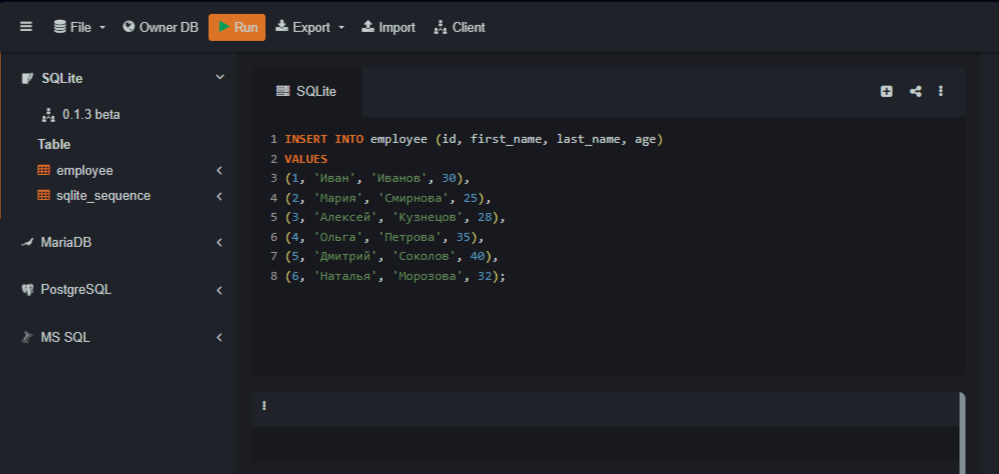 File Owner DB Run Export Import Client
SQLite
0.1.3 beta
Table
employee
sqlite_sequence
MariaDB
PostgreSQL
MS SQL
SQLite
1 INSERT INTO employee (id, first_name, last_name, age)
2 VALUES
3 (1, 'Иван', 'Иванов', 30),
4 (2, 'Мария', 'Смирнова', 25),
5 (3, 'Алексей', 'Кузнецов', 28),
6 (4, 'Ольга', 'Петрова', 35),
7 (5, 'Дмитрий', 'Соколов', 40),
8 (6, 'Наталья', 'Морозова', 32);